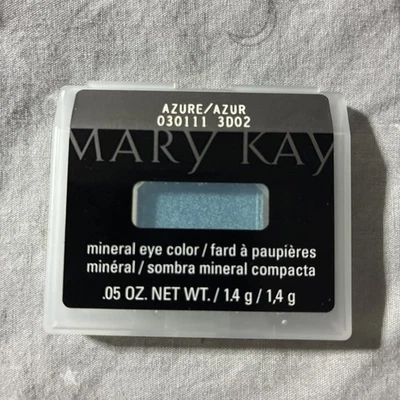 AZURE/AZUR
030111 3D02
MARY KAY
mineral eye color / fard à paupières
minéral / sombra mineral compacta
.05 OZ. NET WT. / 1.4 g / 1,4 g